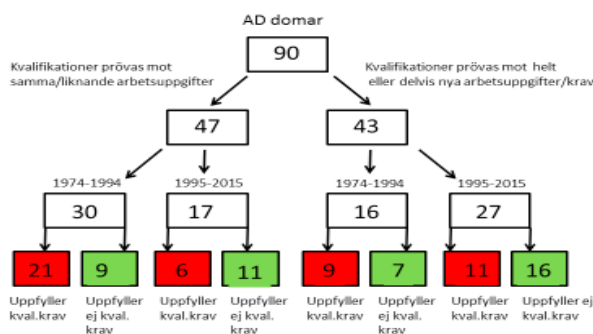 AD domar
90
Kvalifikationer prövas mot
samma/liknande arbetsuppgifter
Kvalifikationer prövas mot helt
eller delvis nya arbetsuppgifter/krav
47
43
1974-1994
1995-2015
1974-1994
1995-2015
30
17
16
27
21
9
6
11
9
7
11
16
Uppfyller
kval.krav
Uppfyller
ej kval.
krav
Uppfyller
kval.krav
Uppfyller
ej kval.krav
Uppfyller
kval.krav
Uppfyller
ej kval.
krav
Uppfyller
kval.krav
Uppfyller ej
kval.krav